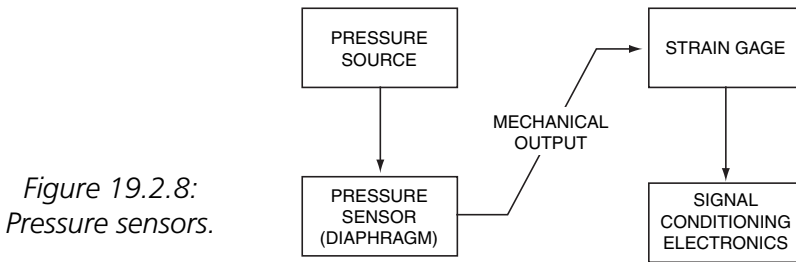 PRESSURE
SOURCE
STRAIN GAGE
MECHANICAL
OUTPUT
Figure 19.2.8:
Pressure sensors.
PRESSURE
SENSOR
(DIAPHRAGM)
SIGNAL
CONDITIONING
ELECTRONICS